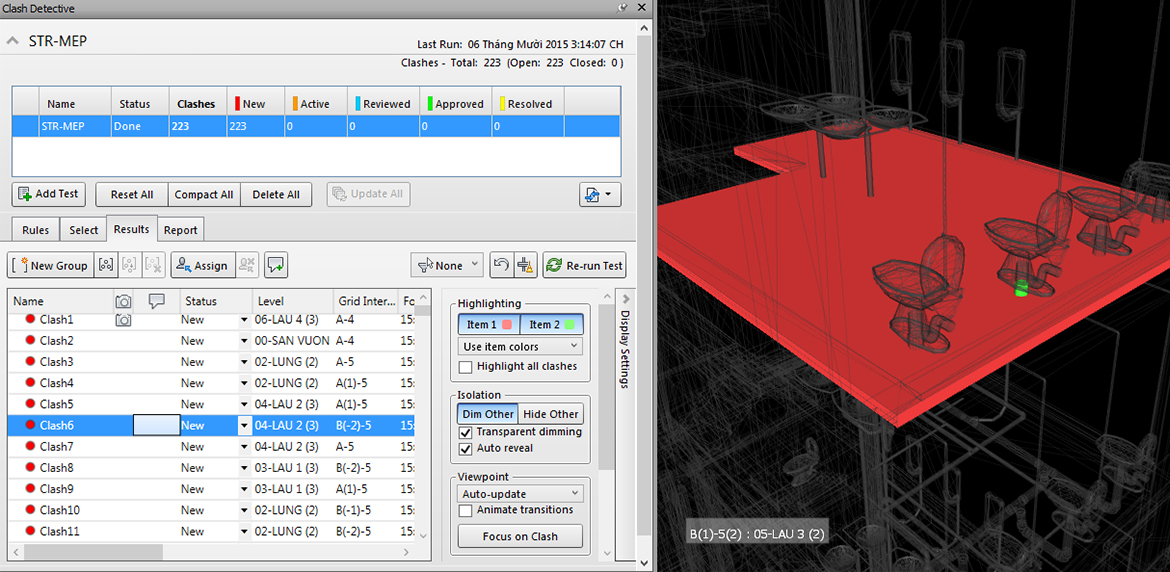 Clash Detective
STR-MEP
Last Run: 06 Tháng Mười 2015 3:14:07 CH
Clashes - Total: 223 (Open: 223 Closed: 0 )
Name Status Clashes New Active Reviewed Approved Resolved
STR-MEP Done 223 223 0 0 0 0
Add Test Reset All Compact All Delete All Update All
Rules Select Results Report
New Group Assign None Re-run Test
Name Status Level Grid Inter... Fo
Clash1 New 06-LAU 4 (3) A-4 15:
Clash2 New 00-SAN VUON A-4 15:
Clash3 New 02-LUNG (2) A-5 15:
Clash4 New 02-LUNG (2) A(1)-5 15:
Clash5 New 04-LAU 2 (3) A(1)-5 15:
Clash6 New 04-LAU 2 (3) B(-2)-5 15:
Clash7 New 04-LAU 2 (3) A-5 15:
Clash8 New 03-LAU 1 (3) B(-2)-5 15:
Clash9 New 03-LAU 1 (3) A(1)-5 15:
Clash10 New 02-LUNG (2) B(-1)-5 15:
Clash11 New 02-LUNG (2) B(-2)-5 15:
Highlighting
Item 1 Item 2
Use item colors
Highlight all clashes
Isolation
Dim Other Hide Other
Transparent dimming
Auto reveal
Viewpoint
Auto-update
Animate transitions
Focus on Clash
Display Settings
B(1)-5(2) : 05-LAU 3 (2)